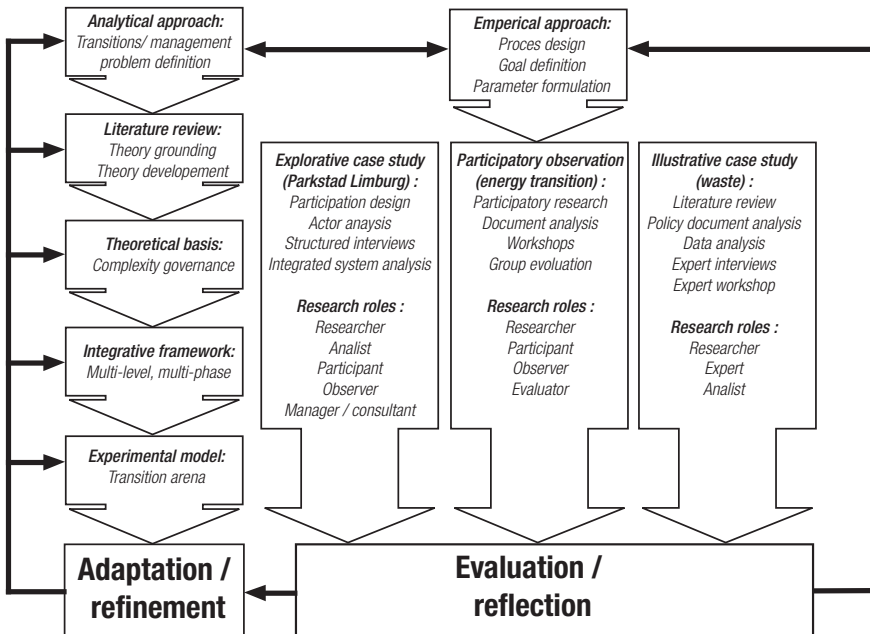 Analytical approach:
Transitions/ management
problem definition
Emperical approach:
Proces design
Goal definition
Parameter formulation
Literature review:
Theory grounding
Theory developement
Theoretical basis:
Complexity governance
Integrative framework:
Multi-level, multi-phase
Experimental model:
Transition arena
Explorative case study
(Parkstad Limburg) :
Participation design
Actor anaysis
Structured interviews
Integrated system analysis
Research roles :
Researcher
Analist
Participant
Observer
Manager / consultant
Participatory observation
(energy transition) :
Participatory research
Document analysis
Workshops
Group evoluation
Research roles :
Researcher
Participant
Observer
Evaluator
Illustrative case study
(waste) :
Literature review
Policy document analysis
Data analysis
Expert interviews
Expert workshop
Research roles :
Researcher
Expert
Analist
Adaptation /
refinement
Evaluation /
reflection